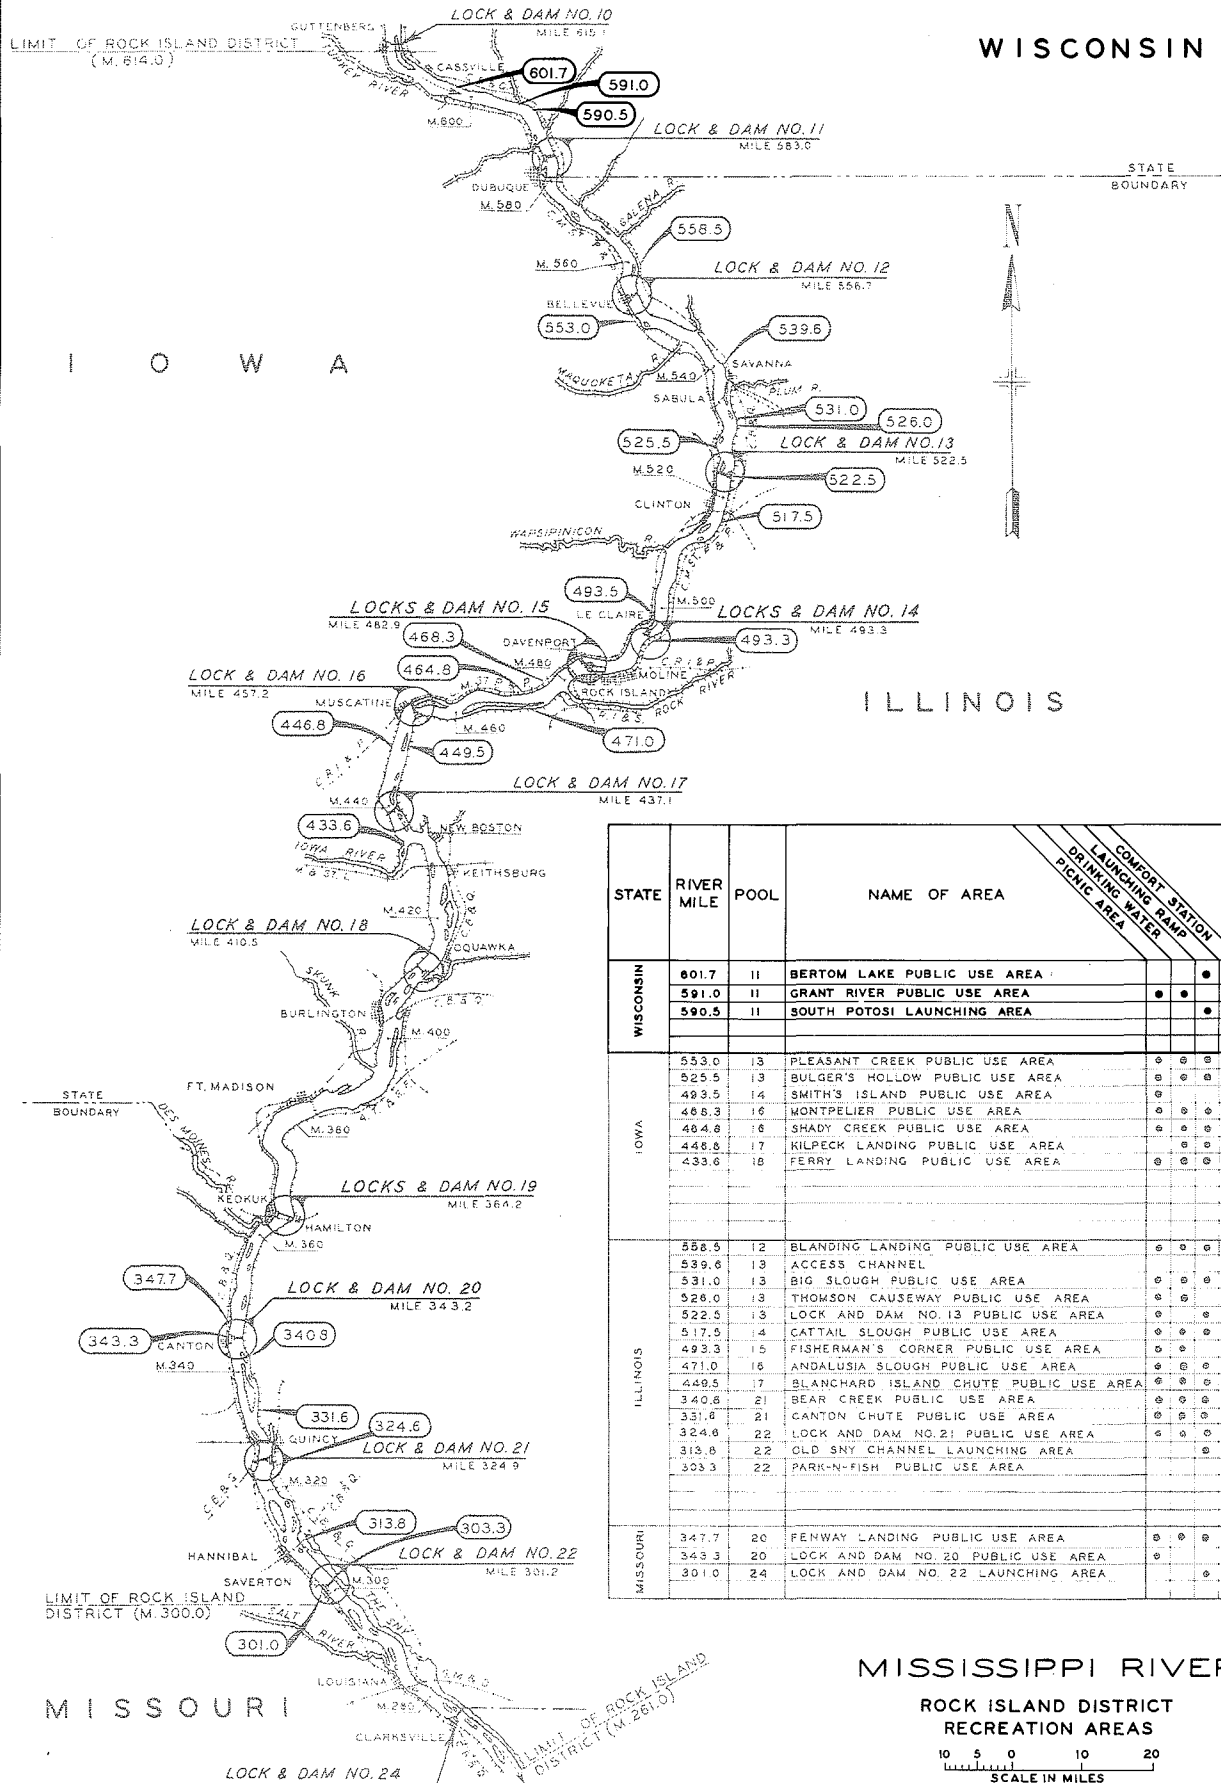 LOCK & DAM NO. 10
MILE 615.1
GUTTENBERG
LIMIT OF ROCK ISLAND DISTRICT
(M. 614.0)
WISCONSIN
TURKEY RIVER
CASSVILLE
601.7
591.0
590.5
M.600
LOCK & DAM NO. 11
MILE 583.0
STATE
BOUNDARY
DUBUQUE
M.580
GALENA R.
558.5
N
M. 560
LOCK & DAM NO. 12
MILE 556.7
BELLEVUE
553.0
539.6
IOWA
SAVANNA
MAQUOKETA R.
M.540
PLUM R.
SABULA
531.0
526.0
525.5
LOCK & DAM NO. 13
MILE 522.5
M.520
522.5
CLINTON
517.5
WAPSIPINICON R.
C.M.ST.P. & P.
493.5
M.500
LOCKS & DAM NO. 15
MILE 482.9
LE CLAIRE
LOCKS & DAM NO. 14
MILE 493.3
468.3
DAVENPORT
493.3
M.480
464.8
C.R.I. & P.
MOLINE
LOCK & DAM NO. 16
MILE 457.2
ROCK ISLAND
ROCK RIVER
ILLINOIS
MUSCATINE
446.8
M.460
471.0
449.5
C.R.I. & P.
LOCK & DAM NO. 17
MILE 437.1
M.440
433.6
NEW BOSTON
IOWA RIVER
M. & ST. L.
KEITHSBURG
M.420
C.B. & Q.
LOCK & DAM NO. 18
MILE 410.5
OQUAWKA
SKUNK R.
C.B. & Q.
BURLINGTON
M.400
FT. MADISON
STATE
BOUNDARY
DES MOINES R.
M.380
LOCKS & DAM NO. 19
MILE 364.2
KEOKUK
HAMILTON
M.360
C.B. & Q.
347.7
LOCK & DAM NO. 20
MILE 343.2
343.3
CANTON
340.8
M.340
331.6
324.6
QUINCY
LOCK & DAM NO. 21
MILE 324.9
C.B. & Q.
M.320
C.B. & Q.
313.8
303.3
HANNIBAL
LOCK & DAM NO. 22
MILE 301.2
SAVERTON
M.300
LIMIT OF ROCK ISLAND
DISTRICT (M.300.0)
THE SNY
SALT RIVER
301.0
LOUISIANA
G.M. & O.
M.280
MISSOURI
CLARKSVILLE
LIMIT OF ROCK ISLAND
DISTRICT (M.261.0)
LOCK & DAM NO. 24
STATE RIVER MILE POOL NAME OF AREA PICNIC AREA DRINKING WATER LAUNCHING RAMP COMFORT STATION
WISCONSIN
601.7 11 BERTOM LAKE PUBLIC USE AREA ●
591.0 11 GRANT RIVER PUBLIC USE AREA ● ●
590.5 11 SOUTH POTOSI LAUNCHING AREA ●
IOWA
553.0 13 PLEASANT CREEK PUBLIC USE AREA ● ● ●
525.5 13 BULGER'S HOLLOW PUBLIC USE AREA ● ● ●
493.5 14 SMITH'S ISLAND PUBLIC USE AREA ●
468.3 16 MONTPELIER PUBLIC USE AREA ● ● ●
464.8 16 SHADY CREEK PUBLIC USE AREA ● ● ●
446.8 17 KILPECK LANDING PUBLIC USE AREA ● ●
433.6 18 FERRY LANDING PUBLIC USE AREA ● ● ●
ILLINOIS
558.5 12 BLANDING LANDING PUBLIC USE AREA ● ● ●
539.6 13 ACCESS CHANNEL
531.0 13 BIG SLOUGH PUBLIC USE AREA ● ● ●
526.0 13 THOMSON CAUSEWAY PUBLIC USE AREA ● ●
522.5 13 LOCK AND DAM NO. 13 PUBLIC USE AREA ● ●
517.5 14 CATTAIL SLOUGH PUBLIC USE AREA ● ● ●
493.3 15 FISHERMAN'S CORNER PUBLIC USE AREA ● ●
471.0 16 ANDALUSIA SLOUGH PUBLIC USE AREA ● ● ●
449.5 17 BLANCHARD ISLAND CHUTE PUBLIC USE AREA ● ● ●
340.8 21 BEAR CREEK PUBLIC USE AREA ● ● ●
331.6 21 CANTON CHUTE PUBLIC USE AREA ● ● ●
324.6 22 LOCK AND DAM NO. 21 PUBLIC USE AREA ● ● ●
313.8 22 OLD SNY CHANNEL LAUNCHING AREA ●
303.3 22 PARK-N-FISH PUBLIC USE AREA
MISSOURI
347.7 20 FENWAY LANDING PUBLIC USE AREA ● ● ●
343.3 20 LOCK AND DAM NO. 20 PUBLIC USE AREA ●
301.0 24 LOCK AND DAM NO. 22 LAUNCHING AREA ●
MISSISSIPPI RIVER
ROCK ISLAND DISTRICT
RECREATION AREAS
10 5 0 10 20
SCALE IN MILES